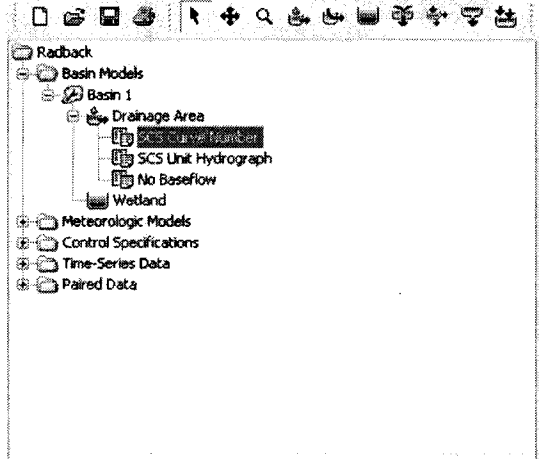 Radback
Basin Models
Basin 1
Drainage Area
SCS Curve Number
SCS Unit Hydrograph
No Baseflow
Wetland
Meteorologic Models
Control Specifications
Time-Series Data
Paired Data